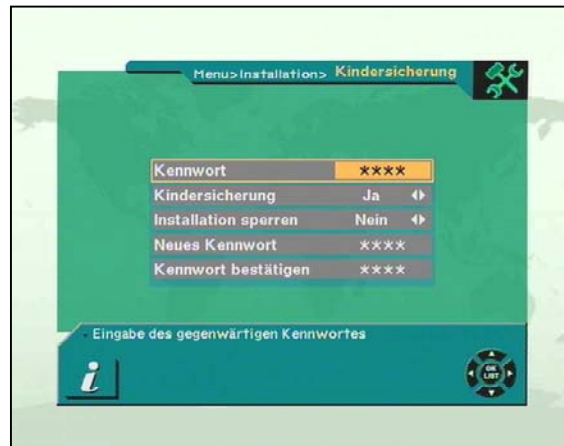 Menu>Installation> Kindersicherung
Kennwort ****
Kindersicherung Ja
Installation sperren Nein
Neues Kennwort ****
Kennwort bestätigen ****
- Eingabe des gegenwärtigen Kennwortes
i
OK
LIST